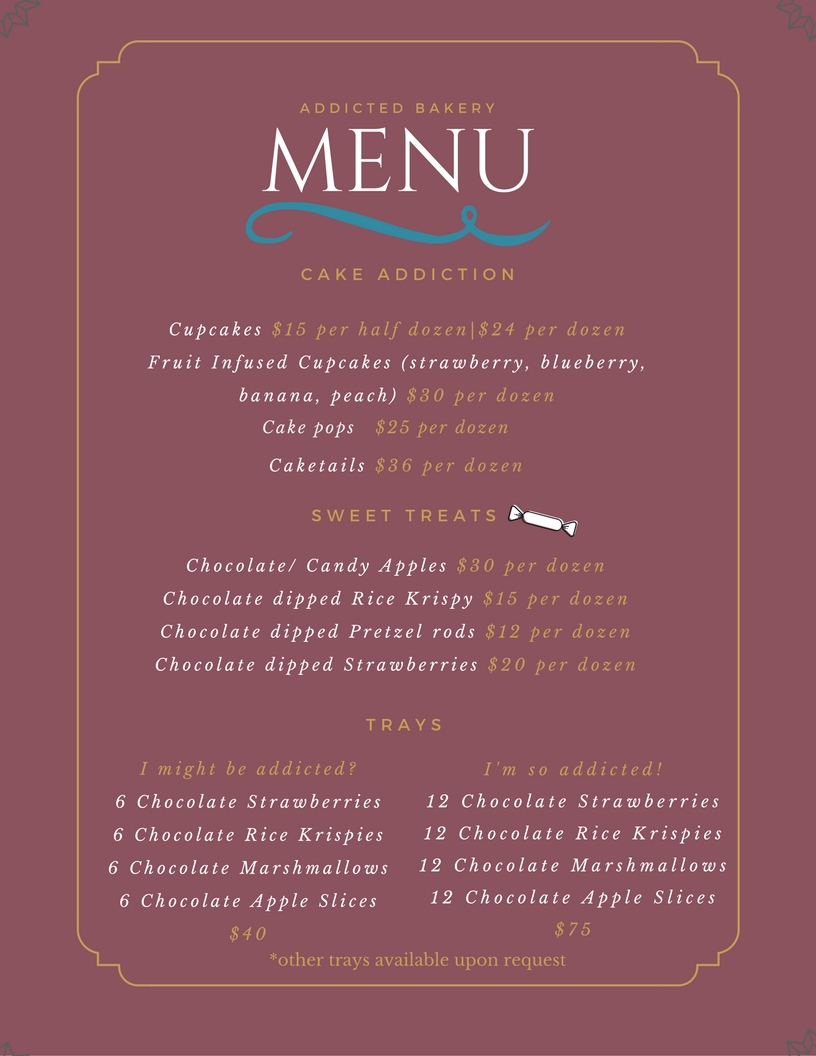 ADDICTED BAKERY
MENU
CAKE ADDICTION
Cupcakes $15 per half dozen|$24 per dozen
Fruit Infused Cupcakes (strawberry, blueberry,
banana, peach) $30 per dozen
Cake pops $25 per dozen
Caketails $36 per dozen
SWEET TREATS
Chocolate/ Candy Apples $30 per dozen
Chocolate dipped Rice Krispy $15 per dozen
Chocolate dipped Pretzel rods $12 per dozen
Chocolate dipped Strawberries $20 per dozen
TRAYS
I might be addicted?
6 Chocolate Strawberries
6 Chocolate Rice Krispies
6 Chocolate Marshmallows
6 Chocolate Apple Slices
$40
I'm so addicted!
12 Chocolate Strawberries
12 Chocolate Rice Krispies
12 Chocolate Marshmallows
12 Chocolate Apple Slices
$75
*other trays available upon request